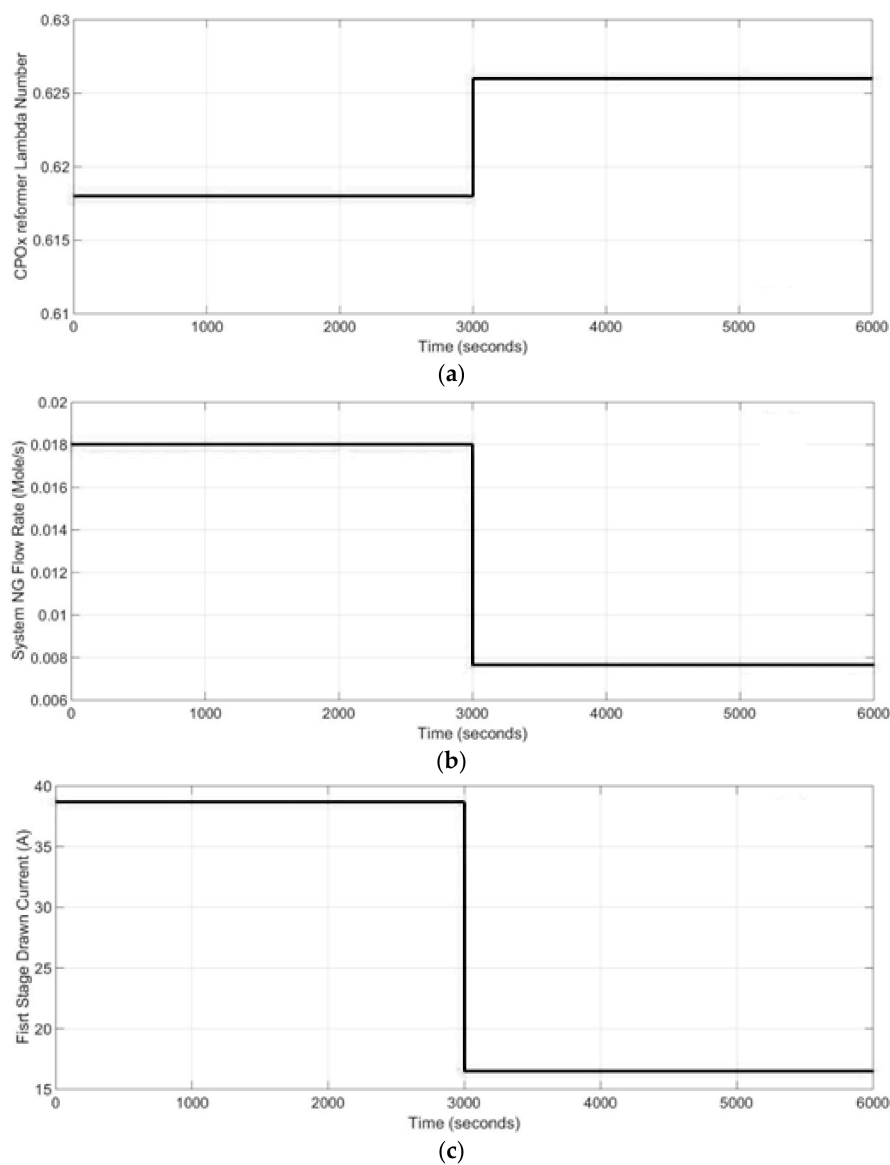 0.63
0.625
0.62
0.615
0.61
CPOx reformer Lambda Number
0 1000 2000 3000 4000 5000 6000
Time (seconds)
(a)
0.02
0.018
0.016
0.014
0.012
0.01
0.008
0.006
System NG Flow Rate (Mole/s)
0 1000 2000 3000 4000 5000 6000
Time (seconds)
(b)
40
35
30
25
20
15
Fisrt Stage Drawn Current (A)
0 1000 2000 3000 4000 5000 6000
Time (seconds)
(c)